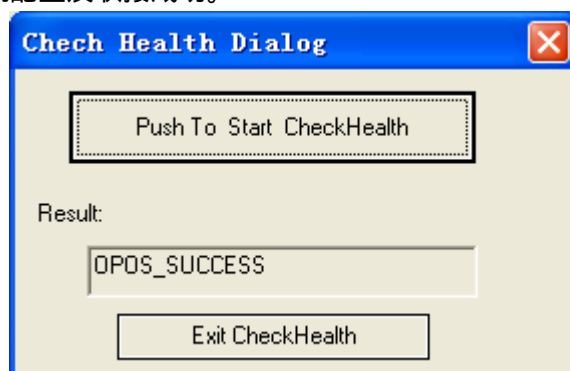 Chech Health Dialog
Push To Start CheckHealth
Result:
OPOS_SUCCESS
Exit CheckHealth